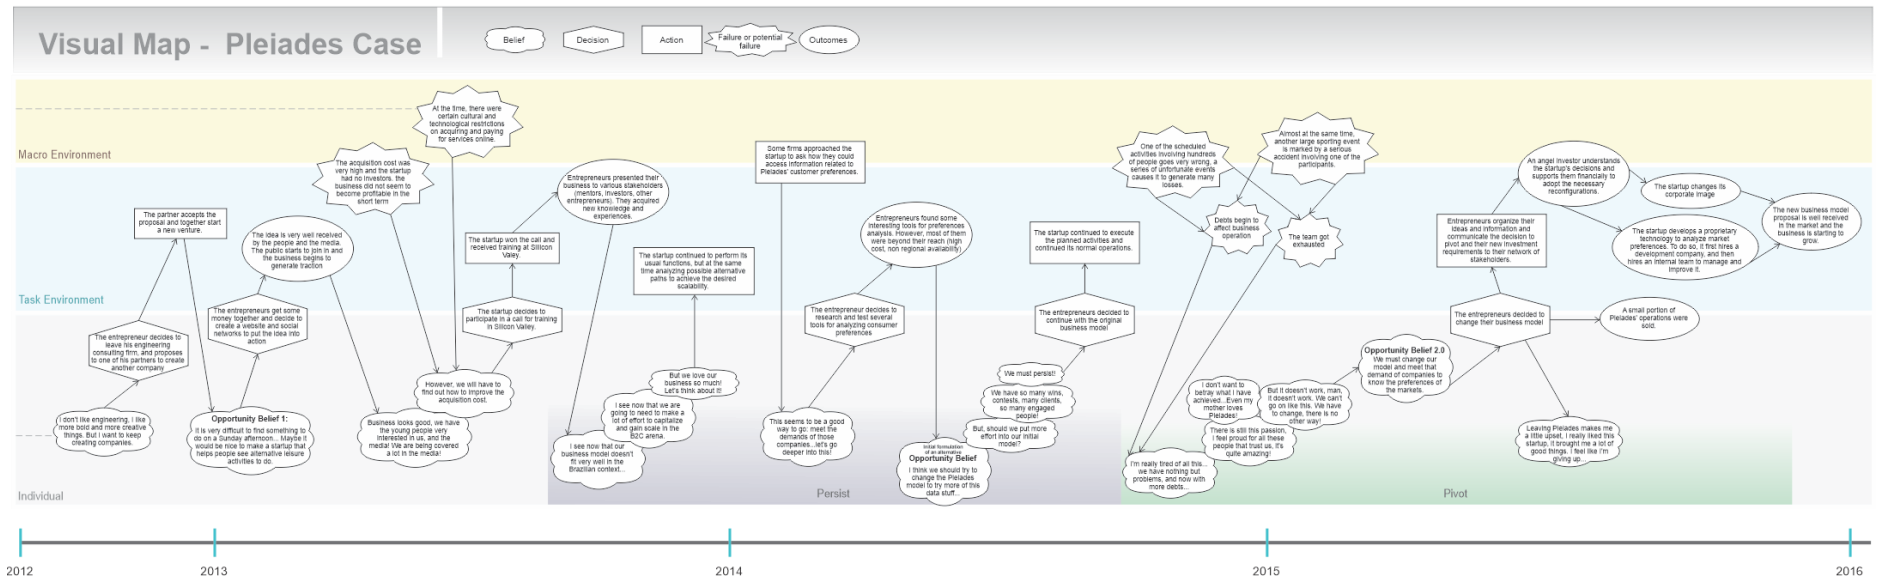 Visual Map - Pleiades Case
Belief
Decision
Action
Failure or potential
failure
Outcomes
Macro Environment
Task Environment
Individual
At the time, there were
certain cultural and
technological restrictions
on acquiring and paying
for services online.
The acquisition cost was
very high and the startup
had no investors. the
business did not seem to
become profitable in the
short term
The partner accepts the
proposal and together start
a new venture.
The idea is very well received
by the people and the media.
The public starts to join in and
the business begins to
generate traction
The entrepreneur decides to
leave his engineering
consulting firm, and proposes
to one of his partners to create
another company
The entrepreneurs get some
money together and decide to
create a website and social
networks to put the idea into
action
I don't like engineering, I like
more bold and more creative
things. But I want to keep
creating companies.
Opportunity Belief 1:
It is very difficult to find something to
do on a Sunday afternoon... Maybe it
would be nice to make a startup that
helps people see alternative leisure
activities to do.
Business looks good, we have
the young people very
interested in us, and the
media! We are being covered
a lot in the media!
However, we will have to
find out how to improve the
acquisition cost.
The startup decides to
participate in a call for training
in Silicon Valley.
The startup won the call and
received training at Silicon
Valey.
Entrepreneurs presented their
business to various stakeholders
(mentors, investors, other
entrepreneurs). They acquired
new knowledge and
experiences.
I see now that our
business model doesn't
fit very well in the
Brazilian context...
I see now we are
going to need to make a
lot of effort to capitalize
and gain scale in the
B2C arena.
But we love our
business so much!
Let's think about it!
The startup continued to perform its
usual functions, but at the same
time analyzing possible alternative
paths to achieve the desired
scalability.
Some firms approached the
startup to ask how they could
access information related to
Pleiades' customer preferences.
This seems to be a good
way to go: meet the
demands of those
companies...let's go
deeper into this!
The entrepreneur decides to
research and test several
tools for analyzing consumer
preferences
Entrepreneurs found some
interesting tools for preferences
analysis. However, most of them
were beyond their reach (high
cost, non regional availability)
Initial formulation
of an alternative
Opportunity Belief
I think we should try to
change the Pleiades
model to try more of this
data stuff...
But, should we put more
effort into our initial
model?
We have so many wins,
contests, many clients,
so many engaged
people!
We must persist!
The entrepreneurs decided to
continue with the original
business model
The startup continued to execute
the planned activities and
continued its normal operations.
Persist
One of the scheduled
activities involving hundreds
of people goes very wrong, a
series of unfortunate events
causes it to generate many
losses.
Almost at the same time,
another large sporting event
is marked by a serious
accident involving one of the
participants.
Debts begin to
affect business
operation
The team got
exhausted
I'm really tired of all this...
we have nothing but
problems, and now with
more debts...
There is still this passion,
I feel proud for all these
people that trust us, it's
quite amazing!
I don't want to
betray what I have
achieved...Even my
mother loves
Pleiades!
But it doesn't work, man,
it doesn't work. We can't
go on like this. We have
to change, there is no
other way!
Opportunity Belief 2.0
We must change our
model and meet that
demand of companies to
know the preferences of
the markets.
The entrepreneurs decided to
change their business model
Entrepreneurs organize their
ideas and information and
communicate the decision to
pivot and their new investment
requirements to their network of
stakeholders.
An angel investor understands
the startup's decisions and
supports them financially to
adopt the necessary
reconfigurations.
The startup changes its
corporate image
The startup develops a proprietary
technology to analyze market
preferences. To do so, it first hires a
development company, and then
hires an internal team to manage and
improve it.
The new business model
proposal is well received
in the market and the
business is starting to
grow.
A small portion of
Pleiades' operations were
sold.
Leaving Pleiades makes me
a little upset, I really liked this
startup, it brought me a lot of
good things. I feel like I'm
giving up...
Pivot
2012
2013
2014
2015
2016